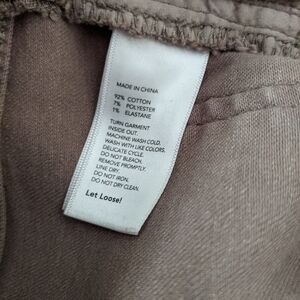 MADE IN CHINA
92% COTTON
7% POLYESTER
1% ELASTANE
TURN GARMENT
INSIDE OUT.
MACHINE WASH COLD.
WASH WITH LIKE COLORS.
DELICATE CYCLE.
DO NOT BLEACH.
REMOVE PROMPTLY.
LINE DRY.
DO NOT IRON.
DO NOT DRY CLEAN.
Let Loose!